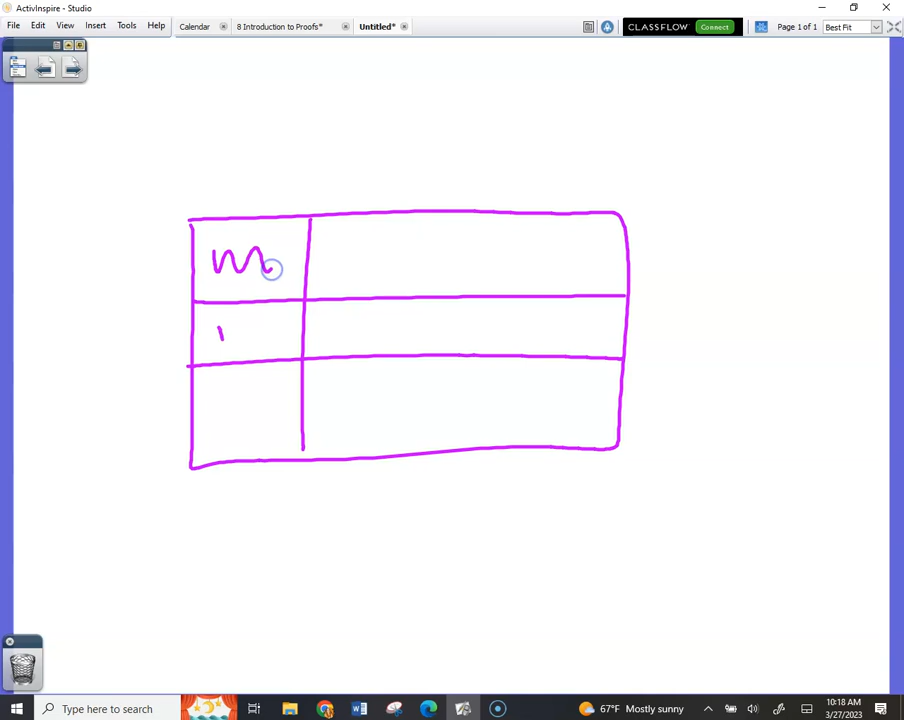 ActivInspire - Studio
File Edit View Insert Tools Help Calendar 8 Introduction to Proofs* Untitled* CLASSFLOW Connect Page 1 of 1 Best Fit
m
Type here to search 67°F Mostly sunny 10:18 AM
3/27/2023